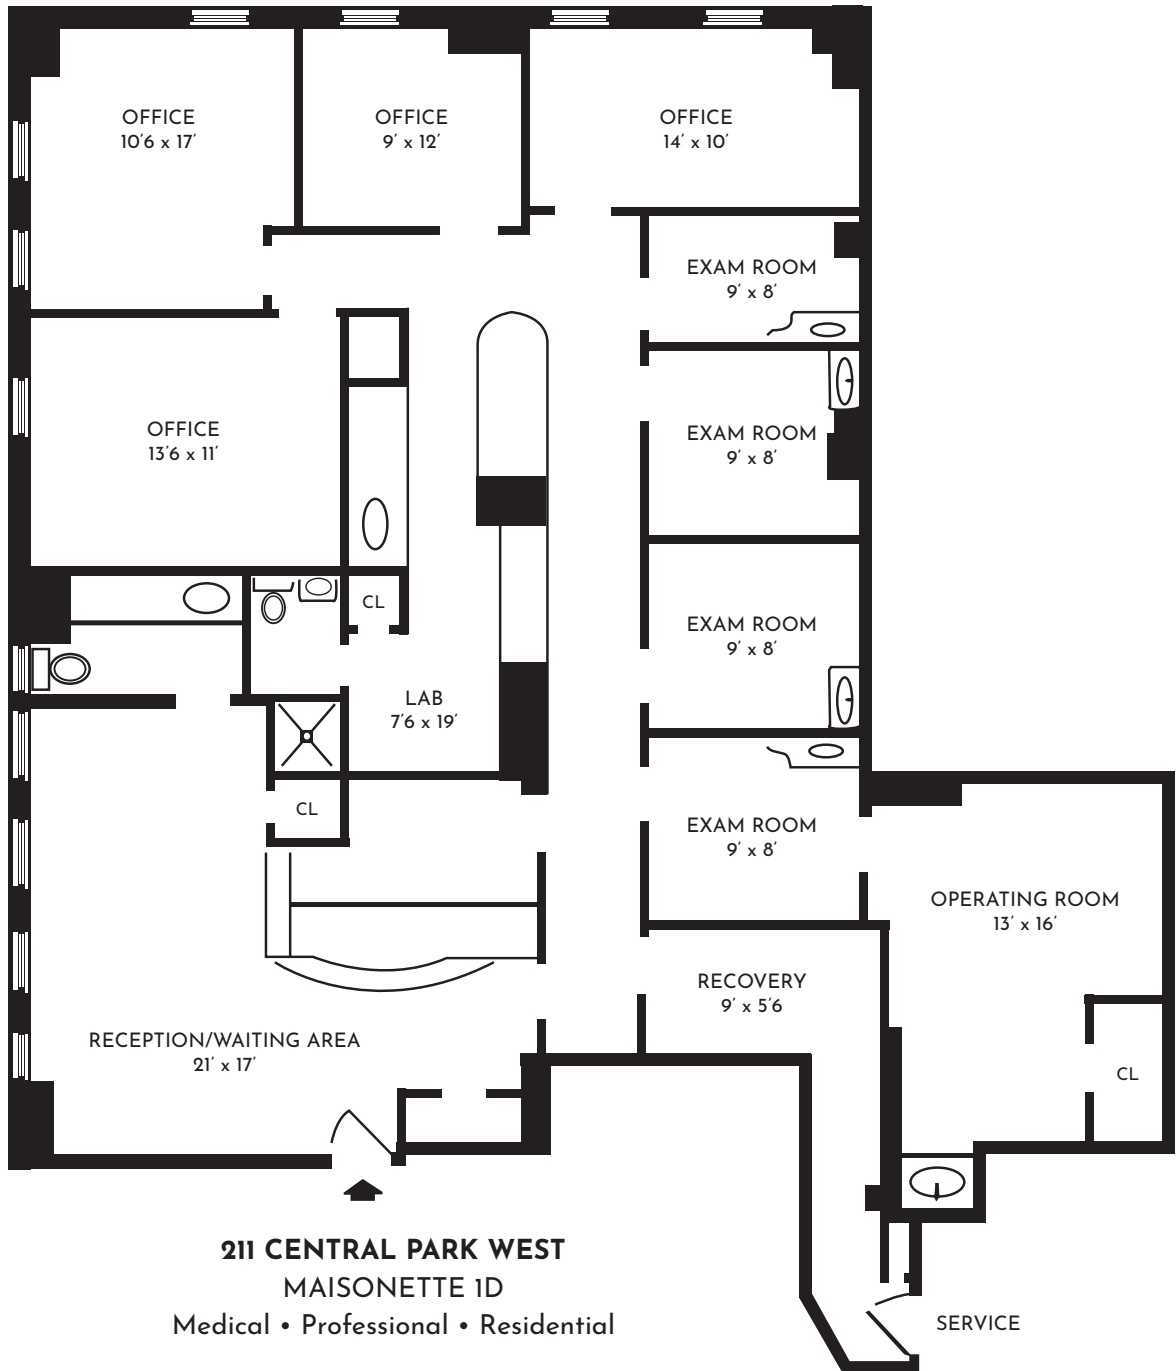 OFFICE
10'6 x 17'
OFFICE
9' x 12'
OFFICE
14' x 10'
EXAM ROOM
9' x 8'
OFFICE
13'6 x 11'
EXAM ROOM
9' x 8'
CL
EXAM ROOM
9' x 8'
LAB
7'6 x 19'
CL
EXAM ROOM
9' x 8'
OPERATING ROOM
13' x 16'
RECOVERY
9' x 5'6
RECEPTION/WAITING AREA
21' x 17'
CL
211 CENTRAL PARK WEST
MAISONETTE 1D
Medical • Professional • Residential
SERVICE